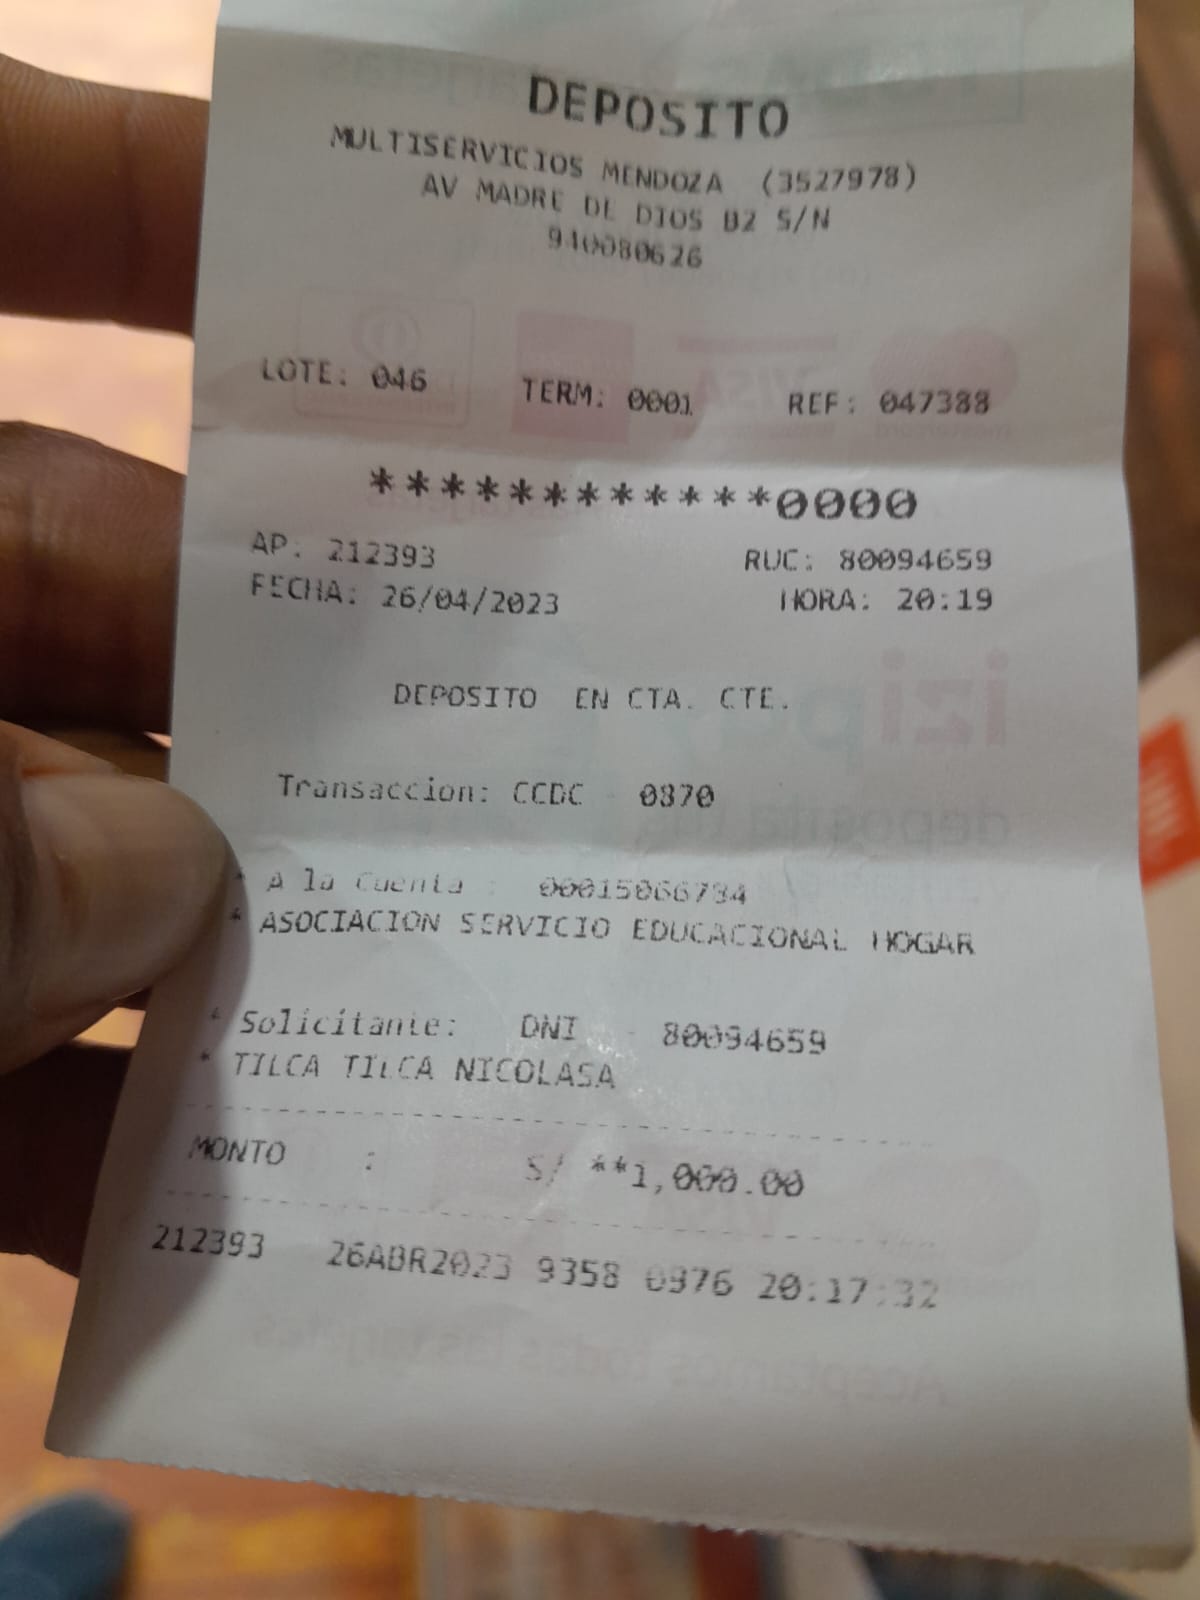 DEPOSITO
MULTISERVICIOS MENDOZA (3527978)
AV MADRE DE DIOS B2 S/N
940080626
LOTE: 046 TERM: 0001 REF: 047388
************0000
AP: 212393 RUC: 80094659
FECHA: 26/04/2023 HORA: 20:19
DEPOSITO EN CTA. CTE.
Transaccion: CCDC 0870
* A la Cuenta : 00015066734
* ASOCIACION SERVICIO EDUCACIONAL HOGAR
* Solicitante: DNI - 80094659
* TILCA TILCA NICOLASA
MONTO : S/ **1,000.00
212393 26ABR2023 9358 0976 20:17:32